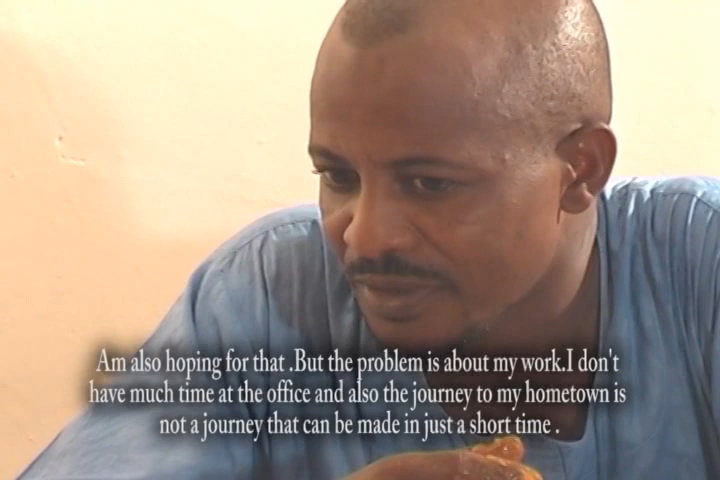 Am also hoping for that .But the problem is about my work.I don't
have much time at the office and also the journey to my hometown is
not a journey that can be made in just a short time .